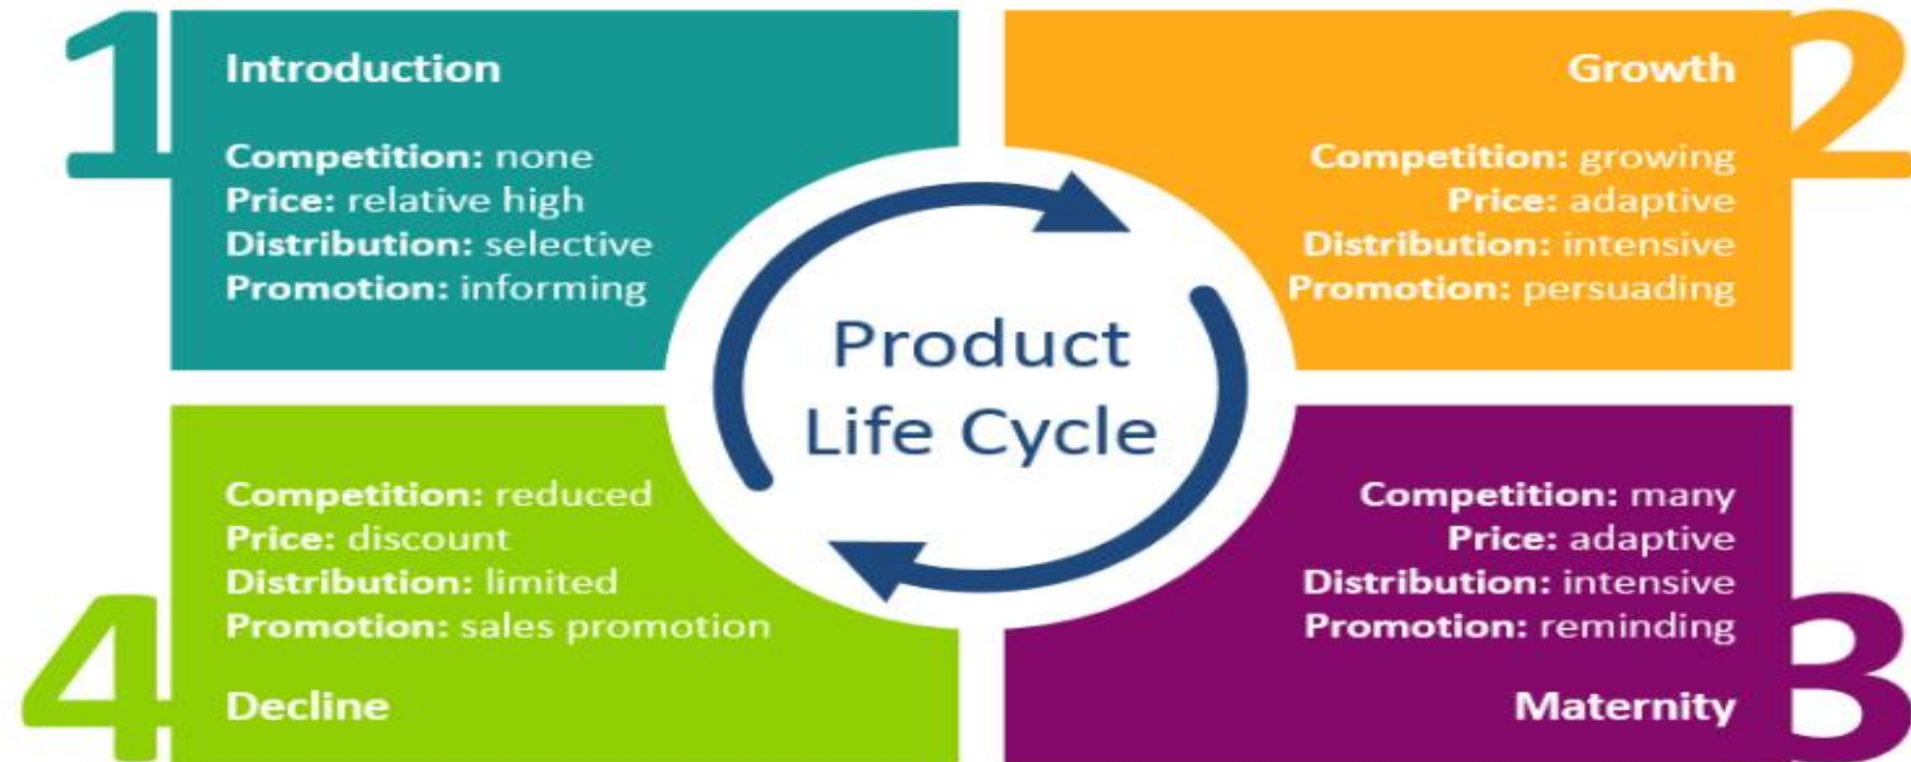 1
Introduction
Competition: none
Price: relative high
Distribution: selective
Promotion: informing
2
Growth
Competition: growing
Price: adaptive
Distribution: intensive
Promotion: persuading
Product
Life Cycle
3
Competition: many
Price: adaptive
Distribution: intensive
Promotion: reminding
Maternity
4
Competition: reduced
Price: discount
Distribution: limited
Promotion: sales promotion
Decline